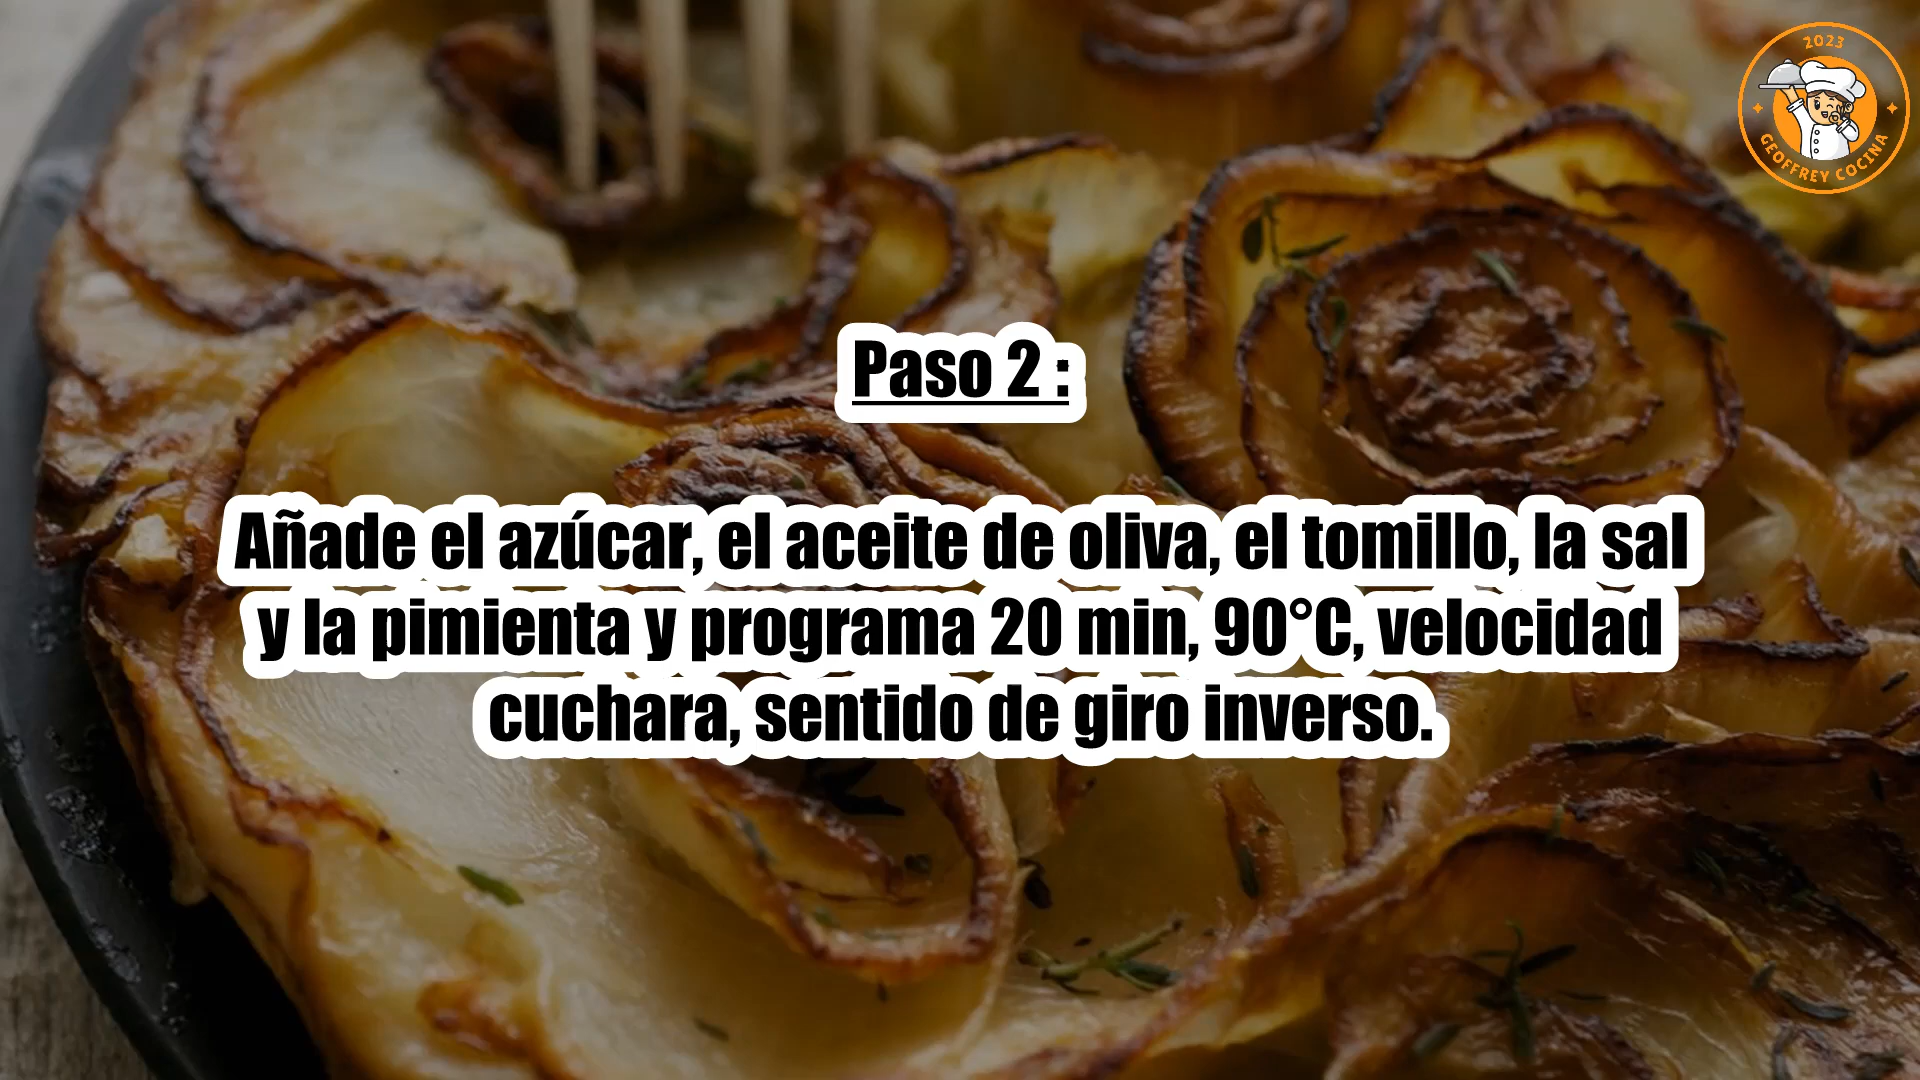 2023
GEOFFREY COCINA
Paso 2 :
Añade el azúcar, el aceite de oliva, el tomillo, la sal
y la pimienta y programa 20 min, 90°C, velocidad
cuchara, sentido de giro inverso.